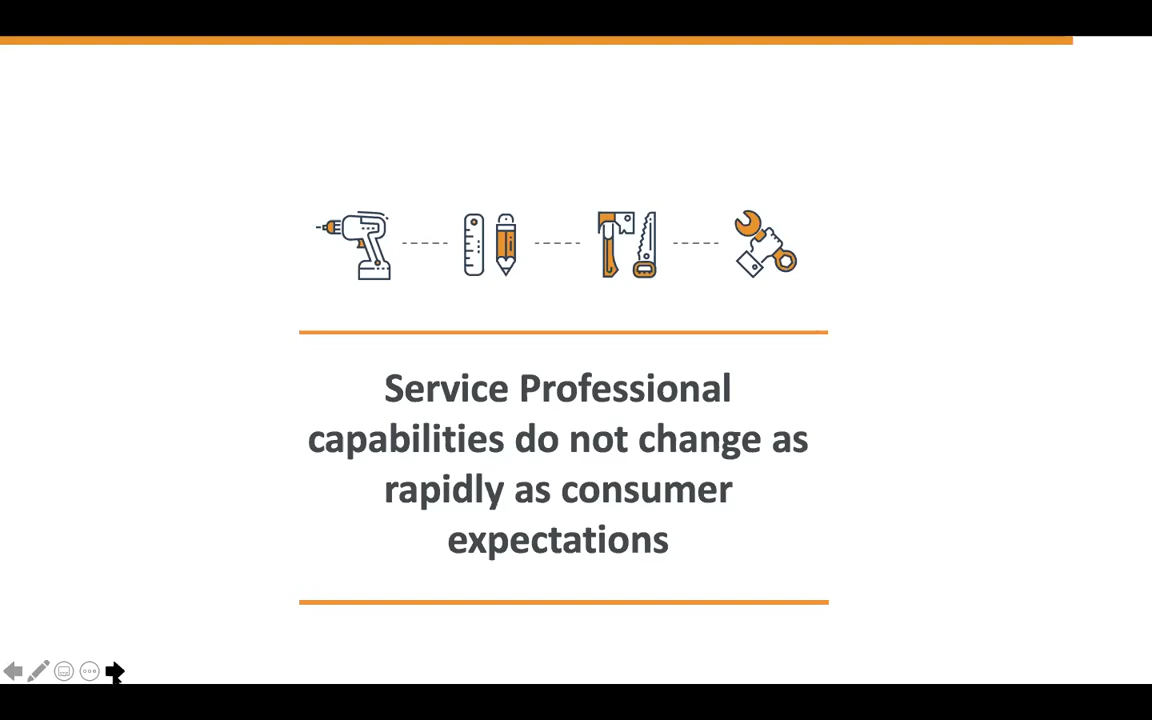 Service Professional
capabilities do not change as
rapidly as consumer
expectations